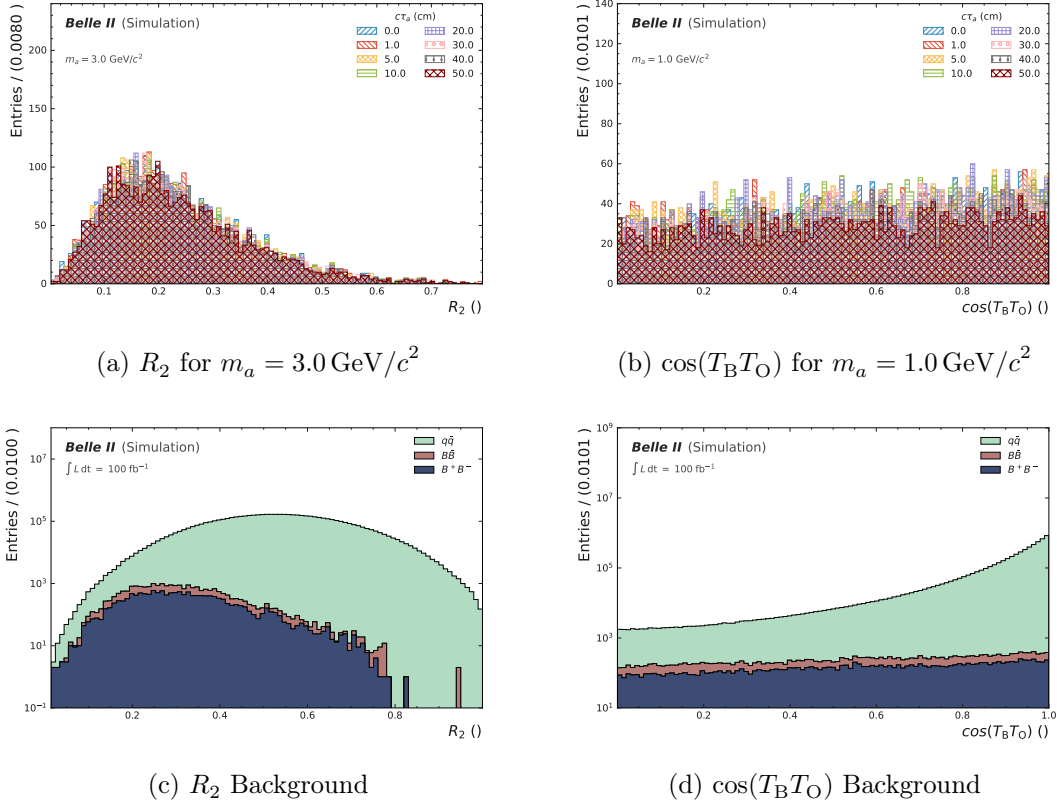 Belle II (Simulation)
m_a = 3.0 GeV/c²
cτ_a (cm)
0.0 20.0
1.0 30.0
5.0 40.0
10.0 50.0
Entries / (0.0080 )
0 50 100 150 200
0.1 0.2 0.3 0.4 0.5 0.6 0.7
R₂ ()
(a) R₂ for m_a = 3.0 GeV/c²
Belle II (Simulation)
m_a = 1.0 GeV/c²
cτ_a (cm)
0.0 20.0
1.0 30.0
5.0 40.0
10.0 50.0
Entries / (0.0101 )
0 20 40 60 80 100 120 140
0.2 0.4 0.6 0.8
cos(T_B T_O) ()
(b) cos(T_B T_O) for m_a = 1.0 GeV/c²
Belle II (Simulation)
∫ L dt = 100 fb⁻¹
qq̄
BB̄
B⁺B⁻
Entries / (0.0100 )
10⁻¹ 10¹ 10³ 10⁵ 10⁷
0.2 0.4 0.6 0.8
R₂ ()
(c) R₂ Background
Belle II (Simulation)
∫ L dt = 100 fb⁻¹
qq̄
BB̄
B⁺B⁻
Entries / (0.0101 )
10¹ 10³ 10⁵ 10⁷ 10⁹
0.2 0.4 0.6 0.8 1.0
cos(T_B T_O) ()
(d) cos(T_B T_O) Background